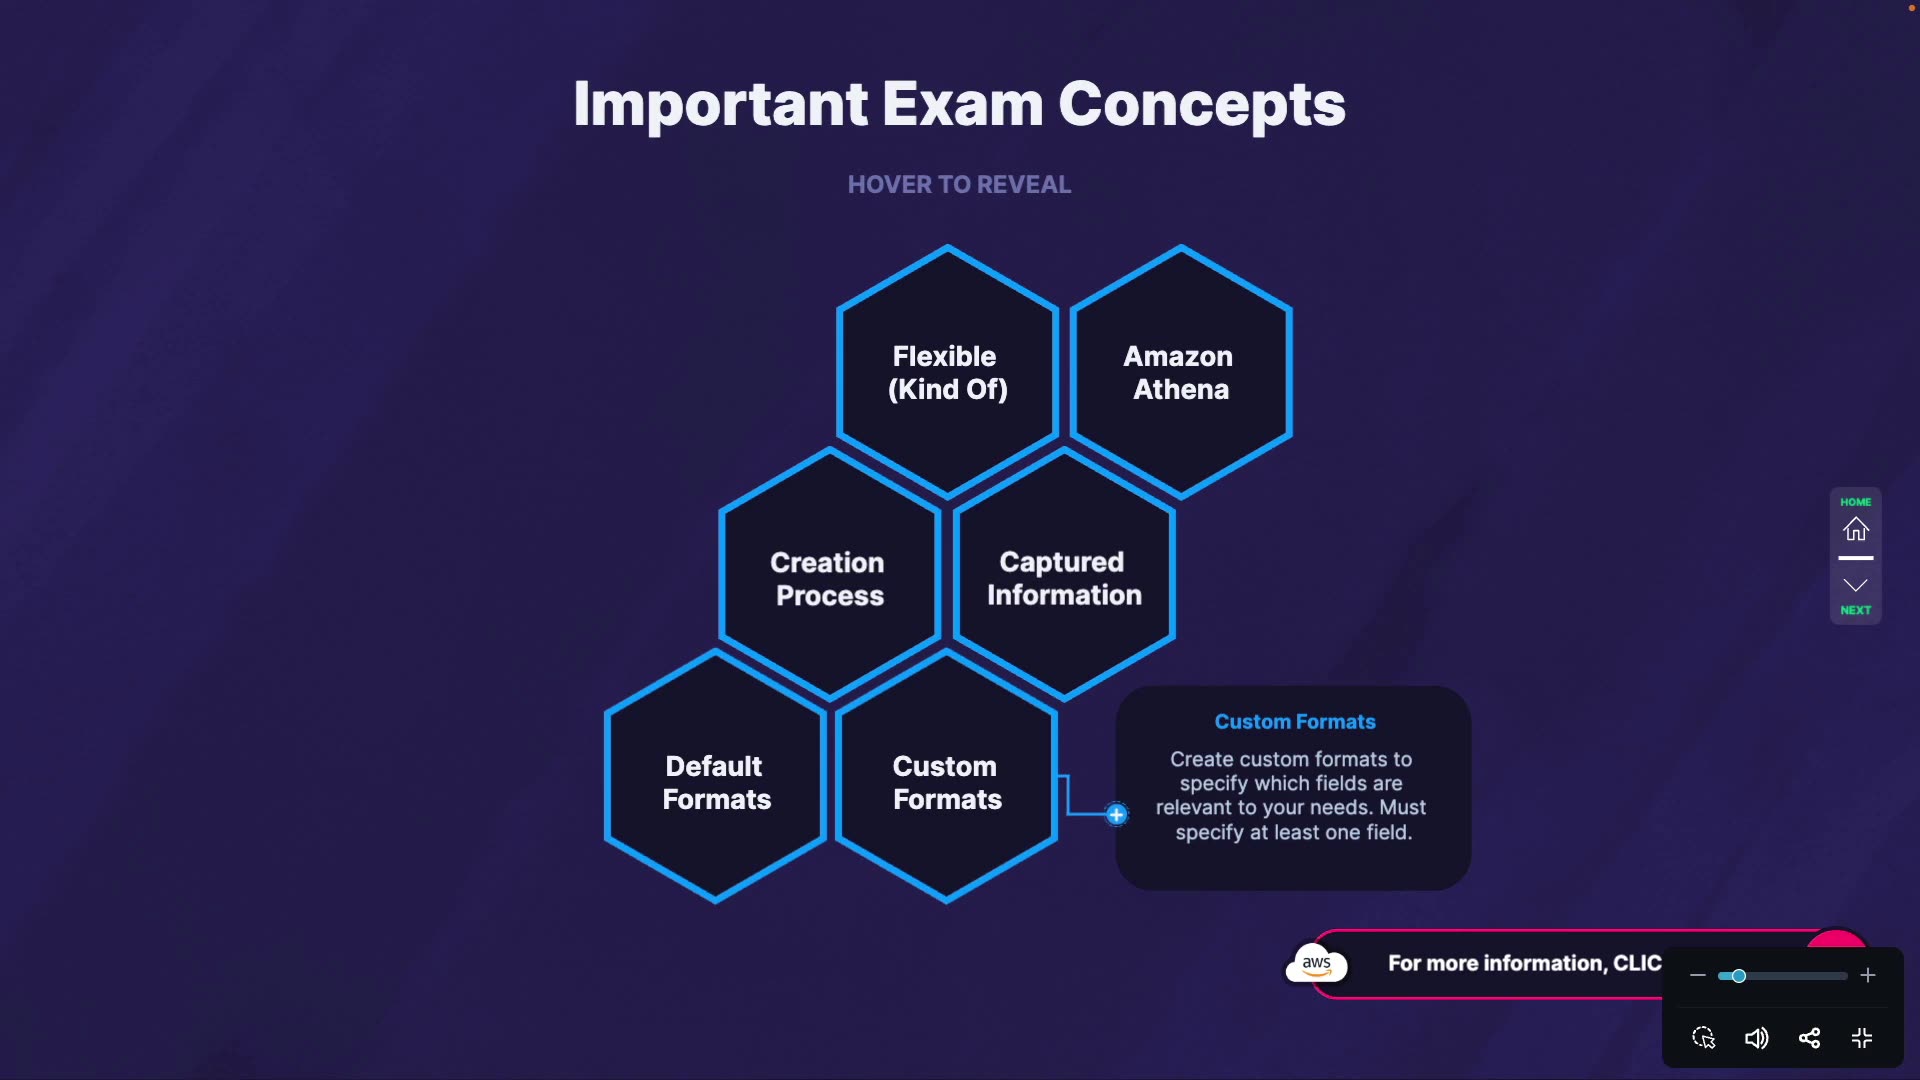 Important Exam Concepts
HOVER TO REVEAL
Flexible
(Kind Of)
Amazon
Athena
Creation
Process
Captured
Information
Default
Formats
Custom
Formats
Custom Formats
Create custom formats to
specify which fields are
relevant to your needs. Must
specify at least one field.
HOME
NEXT
aws
For more information, CLIC